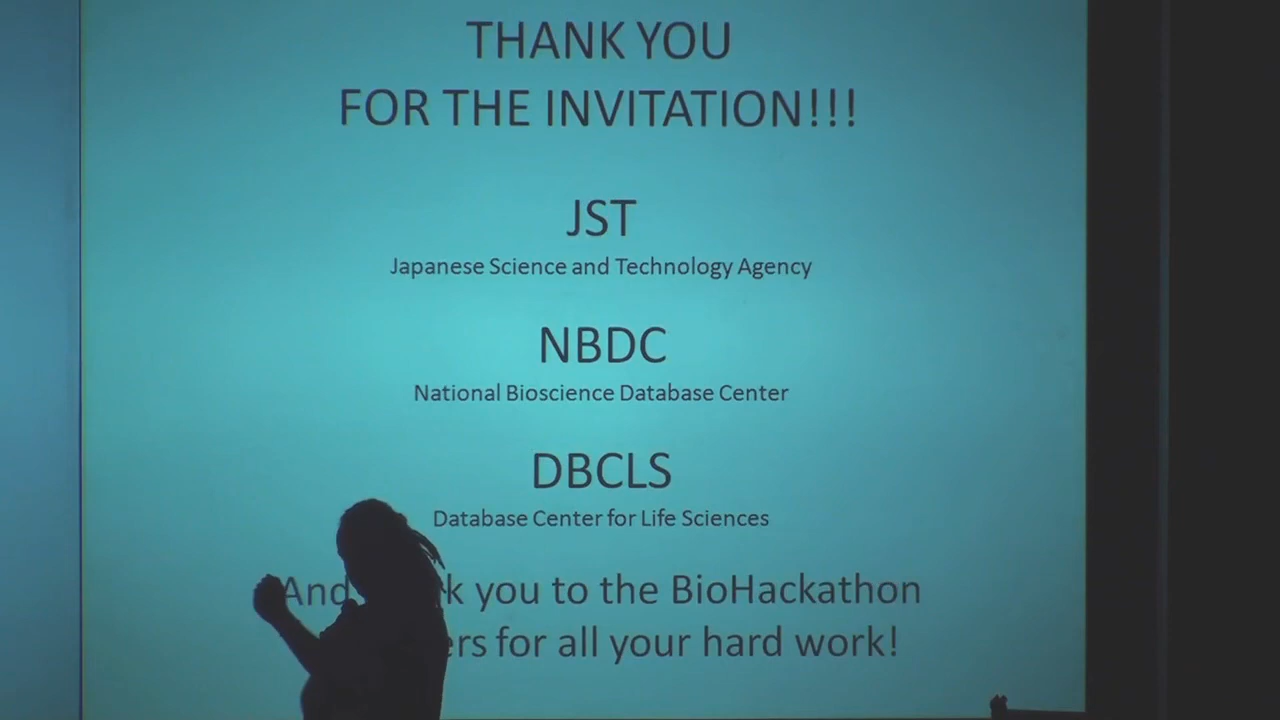 THANK YOU
FOR THE INVITATION!!!
JST
Japanese Science and Technology Agency
NBDC
National Bioscience Database Center
DBCLS
Database Center for Life Sciences
And you to the BioHackathon
for all your hard work!